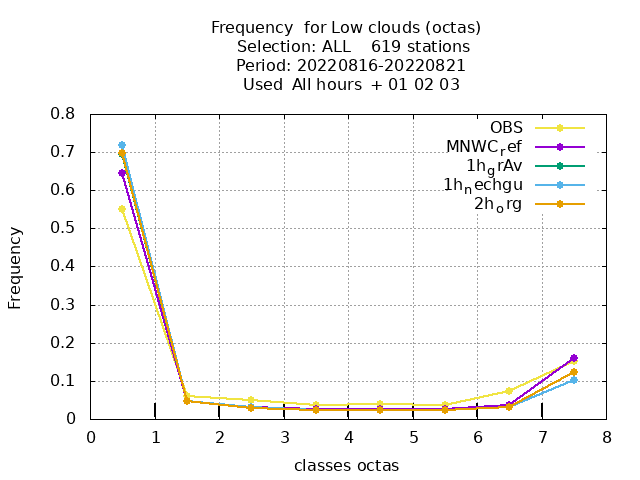 Frequency  for Low clouds (octas)
Selection: ALL    619 stations
Period: 20220816-20220821
Used  All hours  + 01 02 03
OBS
MNWC_ref
1h_grAv
1h_nechgu
2h_org
0.8
0.7
0.6
0.5
0.4
0.3
0.2
0.1
0
Frequency
0 1 2 3 4 5 6 7 8
classes octas